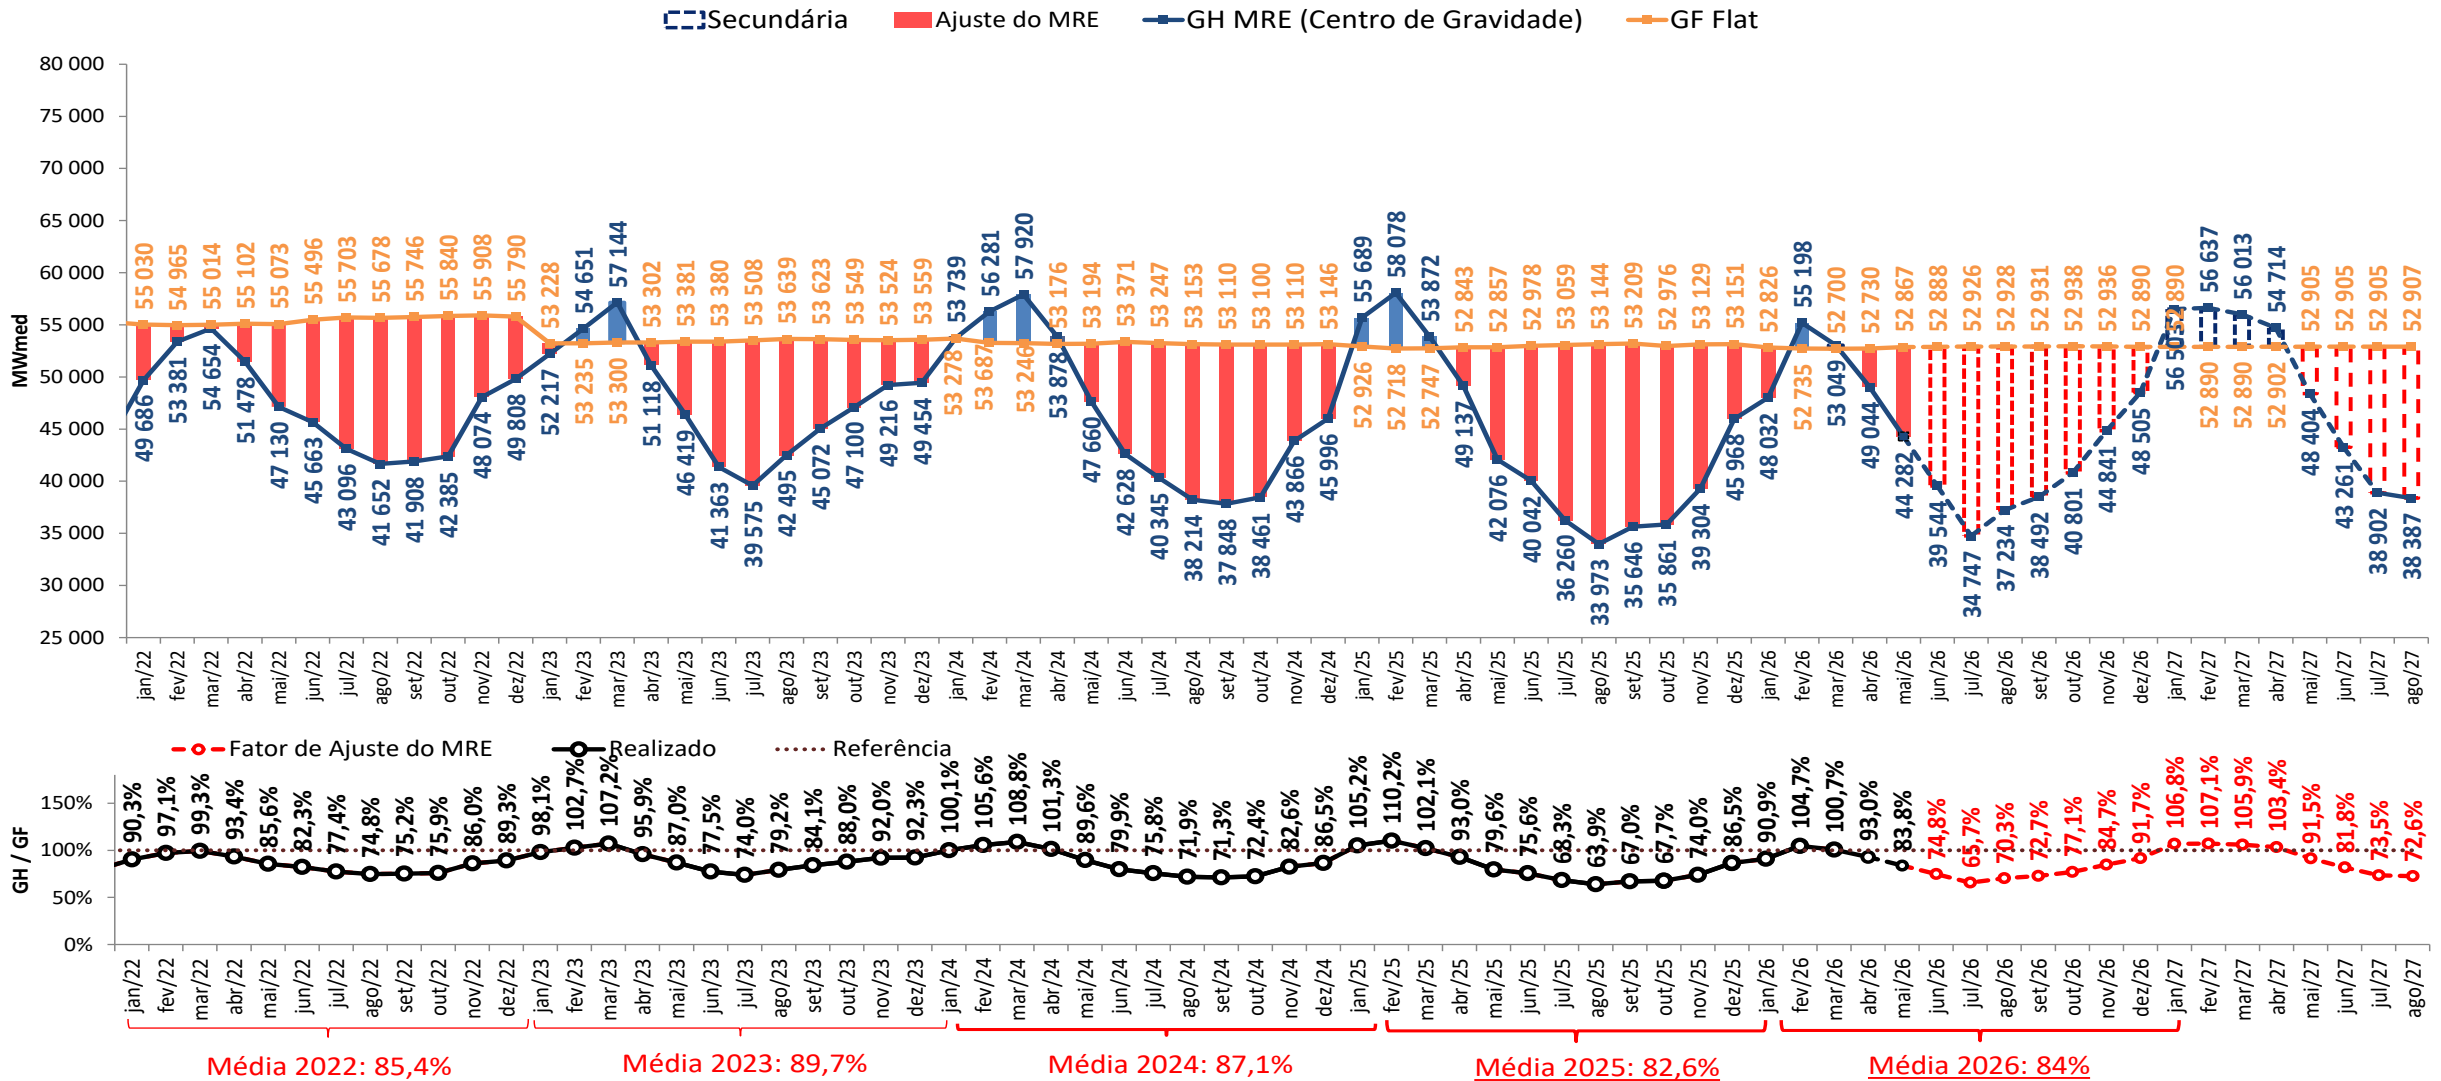 Secundária Ajuste do MRE GH MRE (Centro de Gravidade) GF Flat
MWmed
80 000
75 000
70 000
65 000
60 000
55 000
50 000
45 000
40 000
35 000
30 000
25 000
55 030 54 965 55 014 55 102 55 073 55 496 55 703 55 678 55 746 55 840 55 908 55 790 53 228 53 235 53 300 53 302 53 381 53 380 53 508 53 639 53 623 53 549 53 524 53 559 53 278 53 687 53 246 53 176 53 194 53 371 53 247 53 153 53 110 53 100 53 110 53 146 52 926 52 718 52 747 52 843 52 857 52 978 53 059 53 144 53 209 52 976 53 129 53 151 52 826 52 735 52 700 52 730 52 867 52 888 52 926 52 928 52 931 52 938 52 936 52 890 52 890 52 890 52 890 52 902 52 905 52 905 52 905 52 907
49 686 53 381 54 654 51 478 47 130 45 663 43 096 41 652 41 908 42 385 48 074 49 808 52 217 54 651 57 144 51 118 46 419 41 363 39 575 42 495 45 072 47 100 49 216 49 454 53 739 56 281 57 920 53 878 47 660 42 628 40 345 38 214 37 848 38 461 43 866 45 996 55 689 58 078 53 872 49 137 42 076 40 042 36 260 33 973 35 646 35 861 39 304 45 968 48 032 55 198 53 049 49 044 44 282 39 544 34 747 37 234 38 492 40 801 44 841 48 505 56 503 56 637 56 013 54 714 48 404 43 261 38 902 38 387
jan/22 fev/22 mar/22 abr/22 mai/22 jun/22 jul/22 ago/22 set/22 out/22 nov/22 dez/22 jan/23 fev/23 mar/23 abr/23 mai/23 jun/23 jul/23 ago/23 set/23 out/23 nov/23 dez/23 jan/24 fev/24 mar/24 abr/24 mai/24 jun/24 jul/24 ago/24 set/24 out/24 nov/24 dez/24 jan/25 fev/25 mar/25 abr/25 mai/25 jun/25 jul/25 ago/25 set/25 out/25 nov/25 dez/25 jan/26 fev/26 mar/26 abr/26 mai/26 jun/26 jul/26 ago/26 set/26 out/26 nov/26 dez/26 jan/27 fev/27 mar/27 abr/27 mai/27 jun/27 jul/27 ago/27
Fator de Ajuste do MRE Realizado Referência
GH / GF
150%
100%
50%
0%
90,3% 97,1% 99,3% 93,4% 85,6% 82,3% 77,4% 74,8% 75,2% 75,9% 86,0% 89,3% 98,1% 102,7% 107,2% 95,9% 87,0% 77,5% 74,0% 79,2% 84,1% 88,0% 92,0% 92,3% 100,1% 105,6% 108,8% 101,3% 89,6% 79,9% 75,8% 71,9% 71,3% 72,4% 82,6% 86,5% 105,2% 110,2% 102,1% 93,0% 79,6% 75,6% 68,3% 63,9% 67,0% 67,7% 74,0% 86,5% 90,9% 104,7% 100,7% 93,0% 83,8% 74,8% 65,7% 70,3% 72,7% 77,1% 84,7% 91,7% 106,8% 107,1% 105,9% 103,4% 91,5% 81,8% 73,5% 72,6%
jan/22 fev/22 mar/22 abr/22 mai/22 jun/22 jul/22 ago/22 set/22 out/22 nov/22 dez/22 jan/23 fev/23 mar/23 abr/23 mai/23 jun/23 jul/23 ago/23 set/23 out/23 nov/23 dez/23 jan/24 fev/24 mar/24 abr/24 mai/24 jun/24 jul/24 ago/24 set/24 out/24 nov/24 dez/24 jan/25 fev/25 mar/25 abr/25 mai/25 jun/25 jul/25 ago/25 set/25 out/25 nov/25 dez/25 jan/26 fev/26 mar/26 abr/26 mai/26 jun/26 jul/26 ago/26 set/26 out/26 nov/26 dez/26 jan/27 fev/27 mar/27 abr/27 mai/27 jun/27 jul/27 ago/27
Média 2022: 85,4% Média 2023: 89,7% Média 2024: 87,1% Média 2025: 82,6% Média 2026: 84%